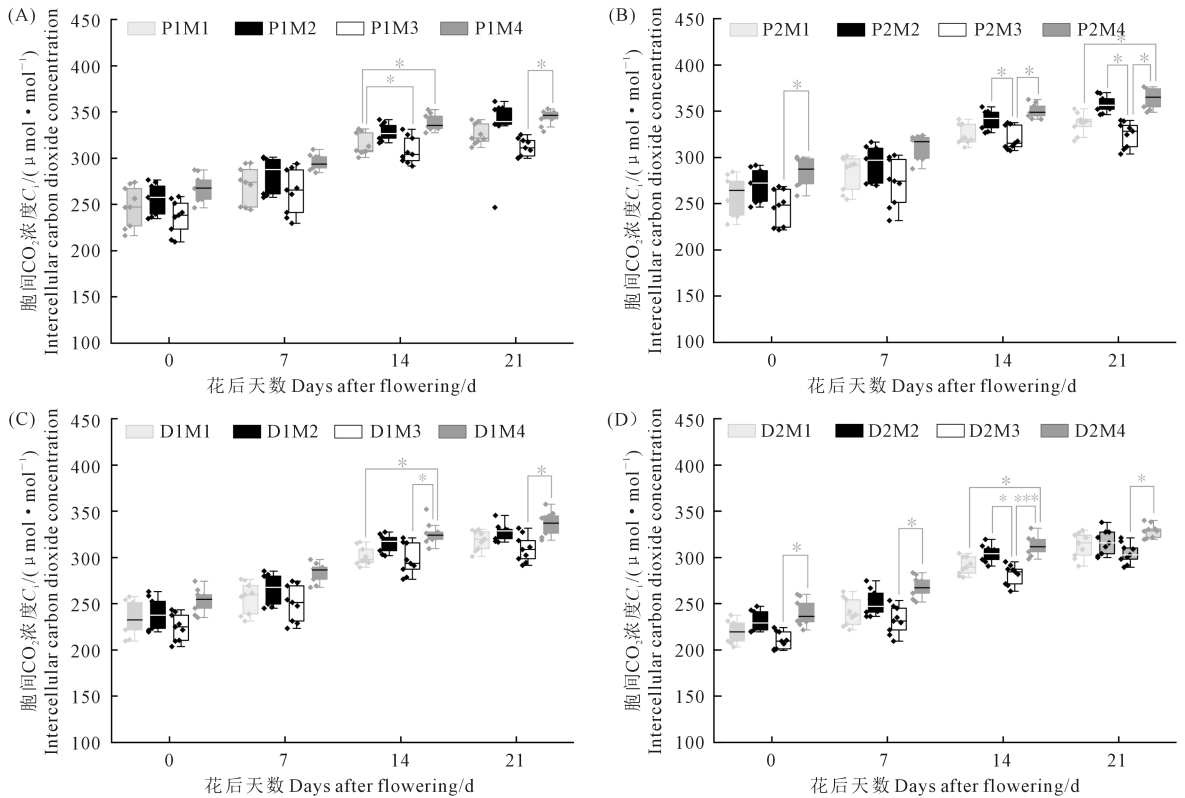 (A)
P1M1 P1M2 P1M3 P1M4
450
400
350
300
250
200
150
100
胞间CO₂浓度Cᵢ/(μmol·mol⁻¹)
Intercellular carbon dioxide concentration
* * *
0 7 14 21
花后天数 Days after flowering/d
(B)
P2M1 P2M2 P2M3 P2M4
450
400
350
300
250
200
150
100
胞间CO₂浓度Cᵢ/(μmol·mol⁻¹)
Intercellular carbon dioxide concentration
* * * * * *
0 7 14 21
花后天数 Days after flowering/d
(C)
D1M1 D1M2 D1M3 D1M4
450
400
350
300
250
200
150
100
胞间CO₂浓度Cᵢ/(μmol·mol⁻¹)
Intercellular carbon dioxide concentration
* * *
0 7 14 21
花后天数 Days after flowering/d
(D)
D2M1 D2M2 D2M3 D2M4
450
400
350
300
250
200
150
100
胞间CO₂浓度Cᵢ/(μmol·mol⁻¹)
Intercellular carbon dioxide concentration
* * * * *** *
0 7 14 21
花后天数 Days after flowering/d